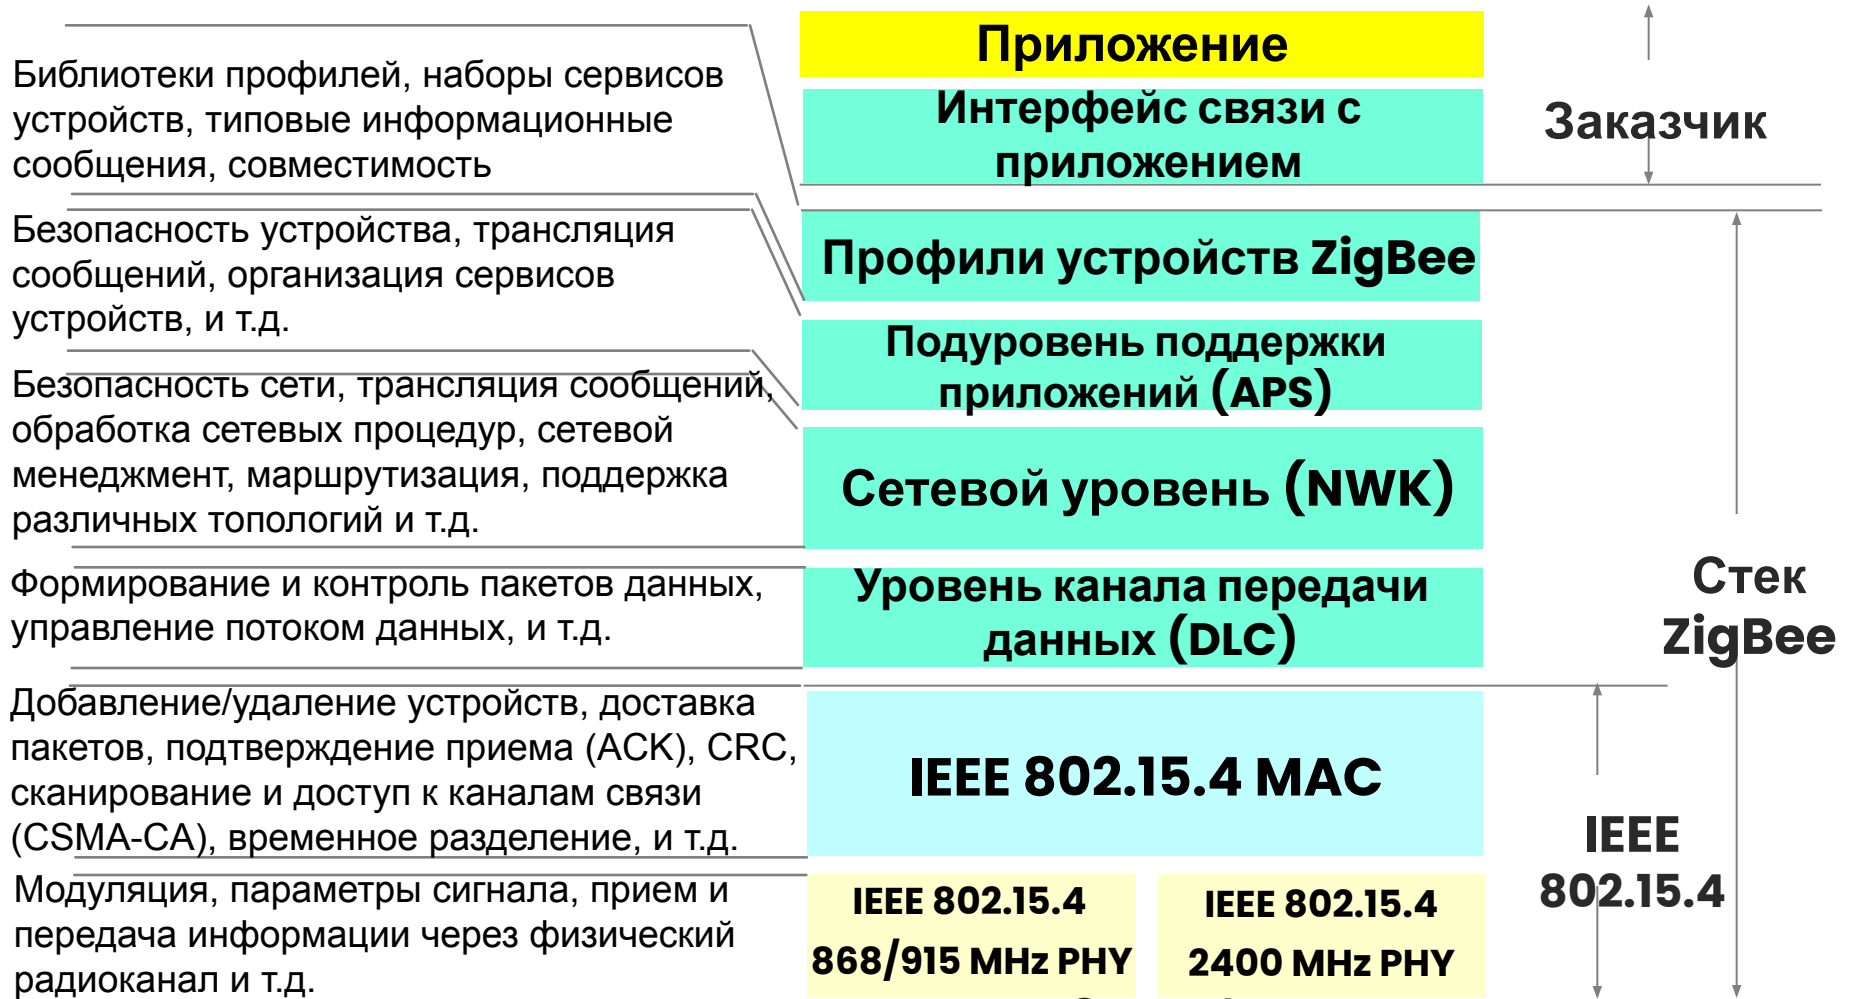 Приложение
Библиотеки профилей, наборы сервисов
устройств, типовые информационные
сообщения, совместимость
Интерфейс связи с
приложением
Заказчик
Безопасность устройства, трансляция
сообщений, организация сервисов
устройств, и т.д.
Профили устройств ZigBee
Подуровень поддержки
приложений (APS)
Безопасность сети, трансляция сообщений,
обработка сетевых процедур, сетевой
менеджмент, маршрутизация, поддержка
различных топологий и т.д.
Сетевой уровень (NWK)
Формирование и контроль пакетов данных,
управление потоком данных, и т.д.
Уровень канала передачи
данных (DLC)
Стек
ZigBee
Добавление/удаление устройств, доставка
пакетов, подтверждение приема (ACK), CRC,
сканирование и доступ к каналам связи
(CSMA-CA), временное разделение, и т.д.
IEEE 802.15.4 MAC
IEEE
802.15.4
Модуляция, параметры сигнала, прием и
передача информации через физический
радиоканал и т.д.
IEEE 802.15.4
868/915 MHz PHY
IEEE 802.15.4
2400 MHz PHY